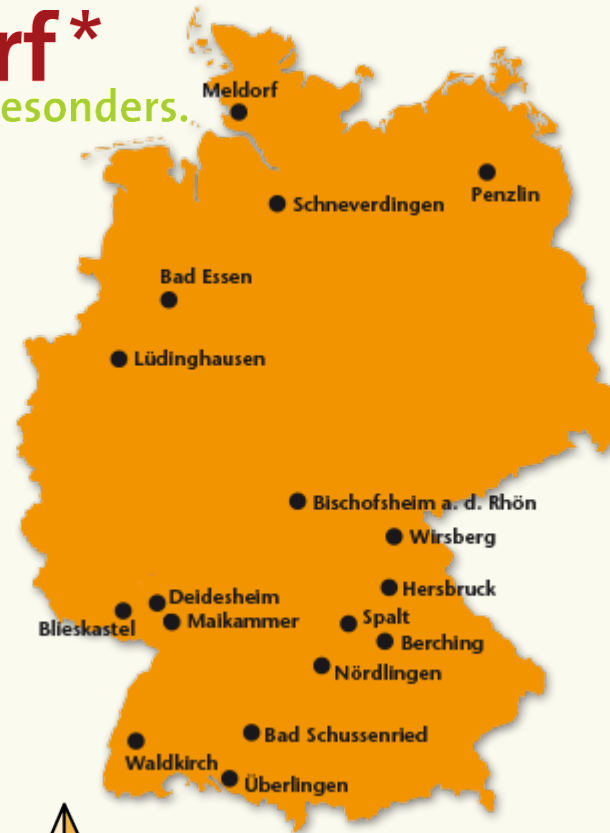 rf*
esonders.
Meldorf
Penzlin
Schneverdingen
Bad Essen
Lüdinghausen
Bischofsheim a. d. Rhön
Wirsberg
Hersbruck
Deidesheim
Spalt
Maikammer
Blieskastel
Berching
Nördlingen
Bad Schussenried
Waldkirch
Überlingen